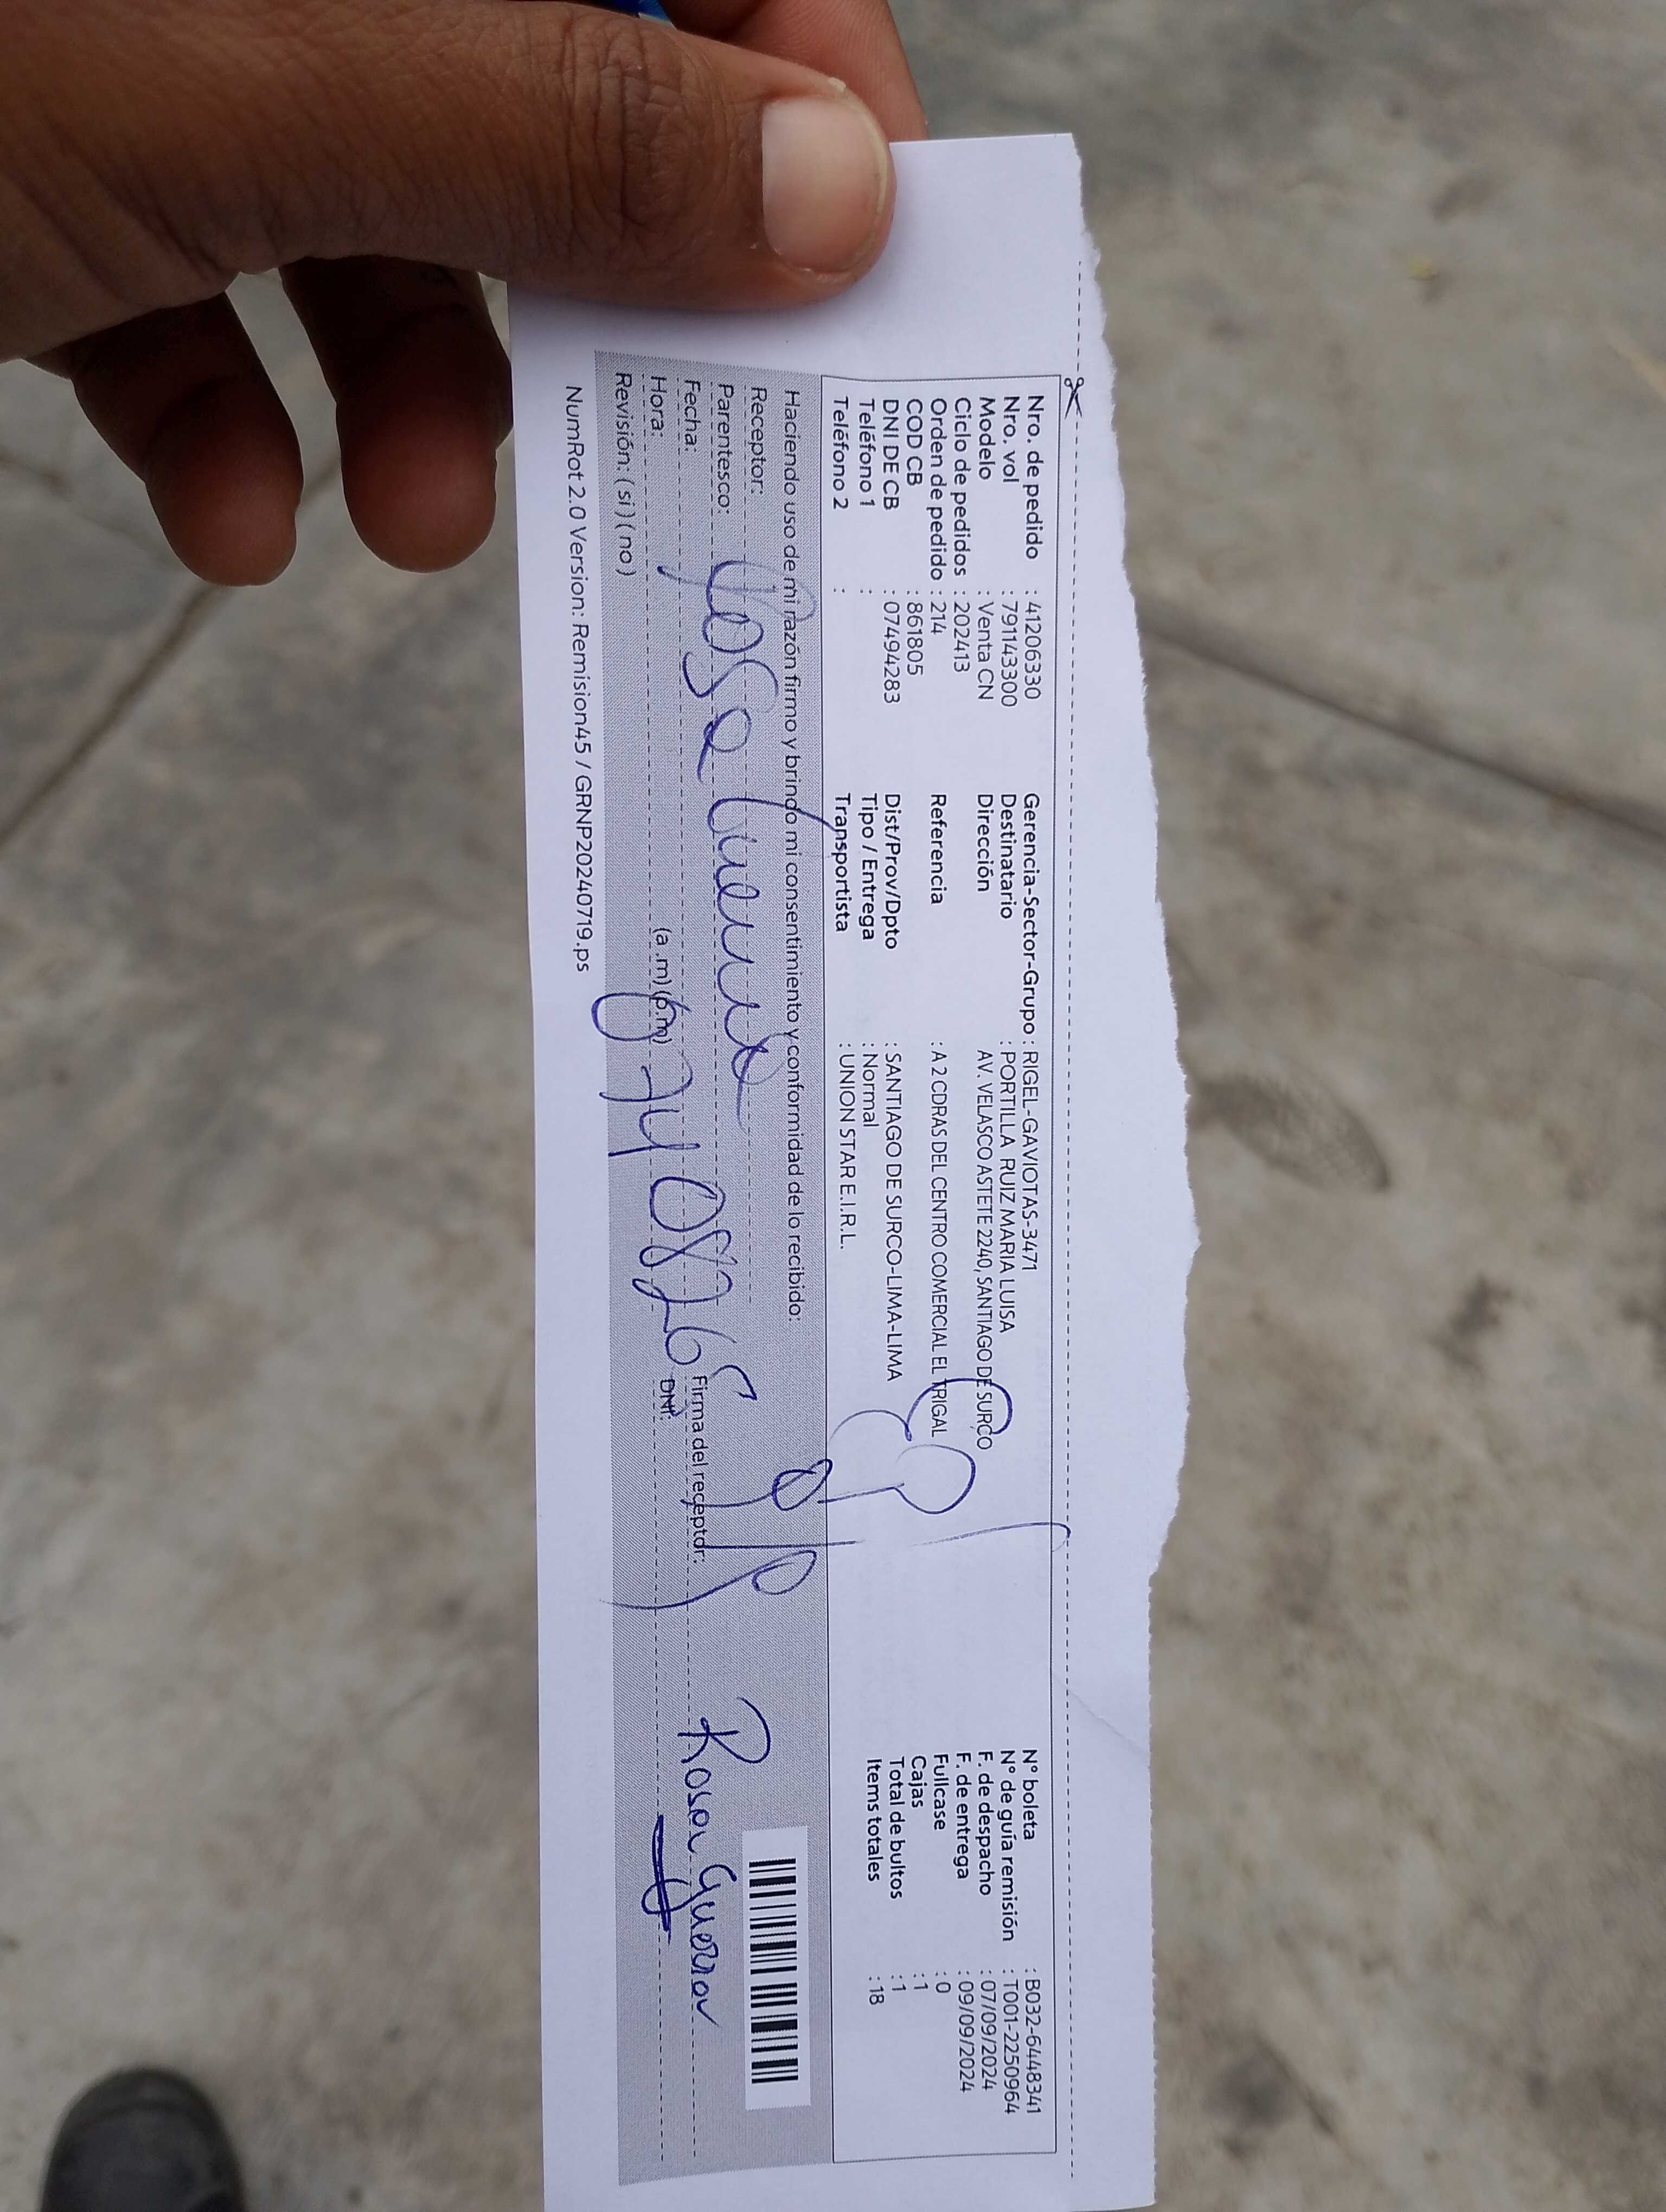 Nro. de pedido : 41206330
Nro. vol : 791143300
Modelo : Venta CN
Ciclo de pedidos : 202413
Orden de pedido : 214
COD CB : 861805
DNI DE CB : 07494283
Teléfono 1 :
Teléfono 2 :
Gerencia-Sector-Grupo : RIGEL-GAVIOTAS-3471
Destinatario : PORTILLA RUIZ MARIA LUISA
Dirección AV. VELASCO ASTETE 2240, SANTIAGO DE SURCO
Referencia : A 2 CDRAS DEL CENTRO COMERCIAL EL TRIGAL
Dist/Prov/Dpto : SANTIAGO DE SURCO-LIMA-LIMA
Tipo / Entrega : Normal
Transportista : UNION STAR E.I.R.L.
N° boleta : B032-6448341
N° de guía remisión : T001-2250964
F. de despacho : 07/09/2024
F. de entrega : 09/09/2024
Fullcase : 0
Cajas : 1
Total de bultos : 1
Items totales : 18
Haciendo uso de mi razón firmo y brindo mi consentimiento y conformidad de lo recibido:
Receptor:
Parentesco:
Fecha:
Hora: (a .m) (p.m)
Revisión: ( si ) ( no )
Rosa
Firma del receptor:
DNI:
Rosa Guerra
NumRot 2.0 Version: Remision45 / GRNP20240719.ps